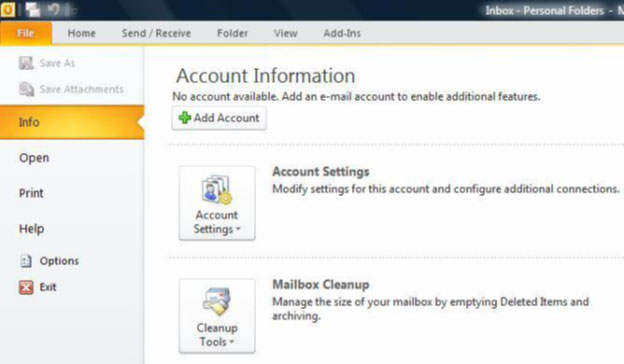 Inbox - Personal Folders -
File Home Send / Receive Folder View Add-Ins
Save As
Save Attachments
Info
Open
Print
Help
Options
Exit
Account Information
No account available. Add an e-mail account to enable additional features.
Add Account
Account Settings
Modify settings for this account and configure additional connections.
Account
Settings
Mailbox Cleanup
Manage the size of your mailbox by emptying Deleted Items and
archiving.
Cleanup
Tools